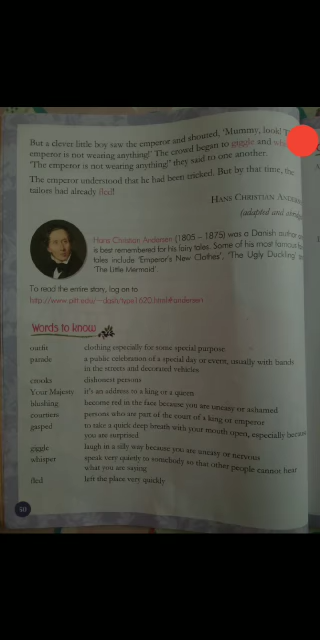 But a clever little boy saw the emperor and shouted, 'Mummy, look!
emperor is not wearing anything!' The crowd began to giggle and
'The emperor is not wearing anything!' they said to one another.
The emperor understood that he had been tricked. But by that time, the
tailors had already fled!
HANS CHRISTIAN
(adapted and
Hans Christian Andersen (1805 – 1875) was a Danish author
is best remembered for his fairy tales. Some of his most famous
tales include 'Emperor's New Clothes', 'The Ugly Duckling'
'The Little Mermaid'.
To read the entire story, log on to
Words to know
outfit clothing especially for some special purpose
parade a public celebration of a special day or event, usually with bands
in the streets and decorated vehicles
crooks dishonest persons
Your Majesty it's an address to a king or a queen
blushing become red in the face because you are uneasy or ashamed
courtiers persons who are part of the court of a king or emperor
gasped to take a quick deep breath with your mouth open, especially because
you are surprised
giggle laugh in a silly way because you are uneasy or nervous
whisper speak very quietly to somebody so that other people cannot hear
what you are saying
fled left the place very quickly
40